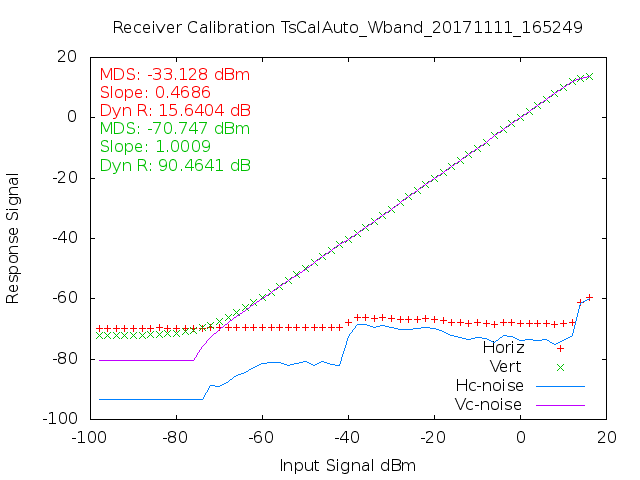 Receiver Calibration TsCalAuto_Wband_20171111_165249
20
0
-20
-40
-60
-80
-100
Response Signal
MDS: -33.128 dBm
Slope: 0.4686
Dyn R: 15.6404 dB
MDS: -70.747 dBm
Slope: 1.0009
Dyn R: 90.4641 dB
Horiz
Vert
Hc-noise
Vc-noise
-100 -80 -60 -40 -20 0 20
Input Signal dBm